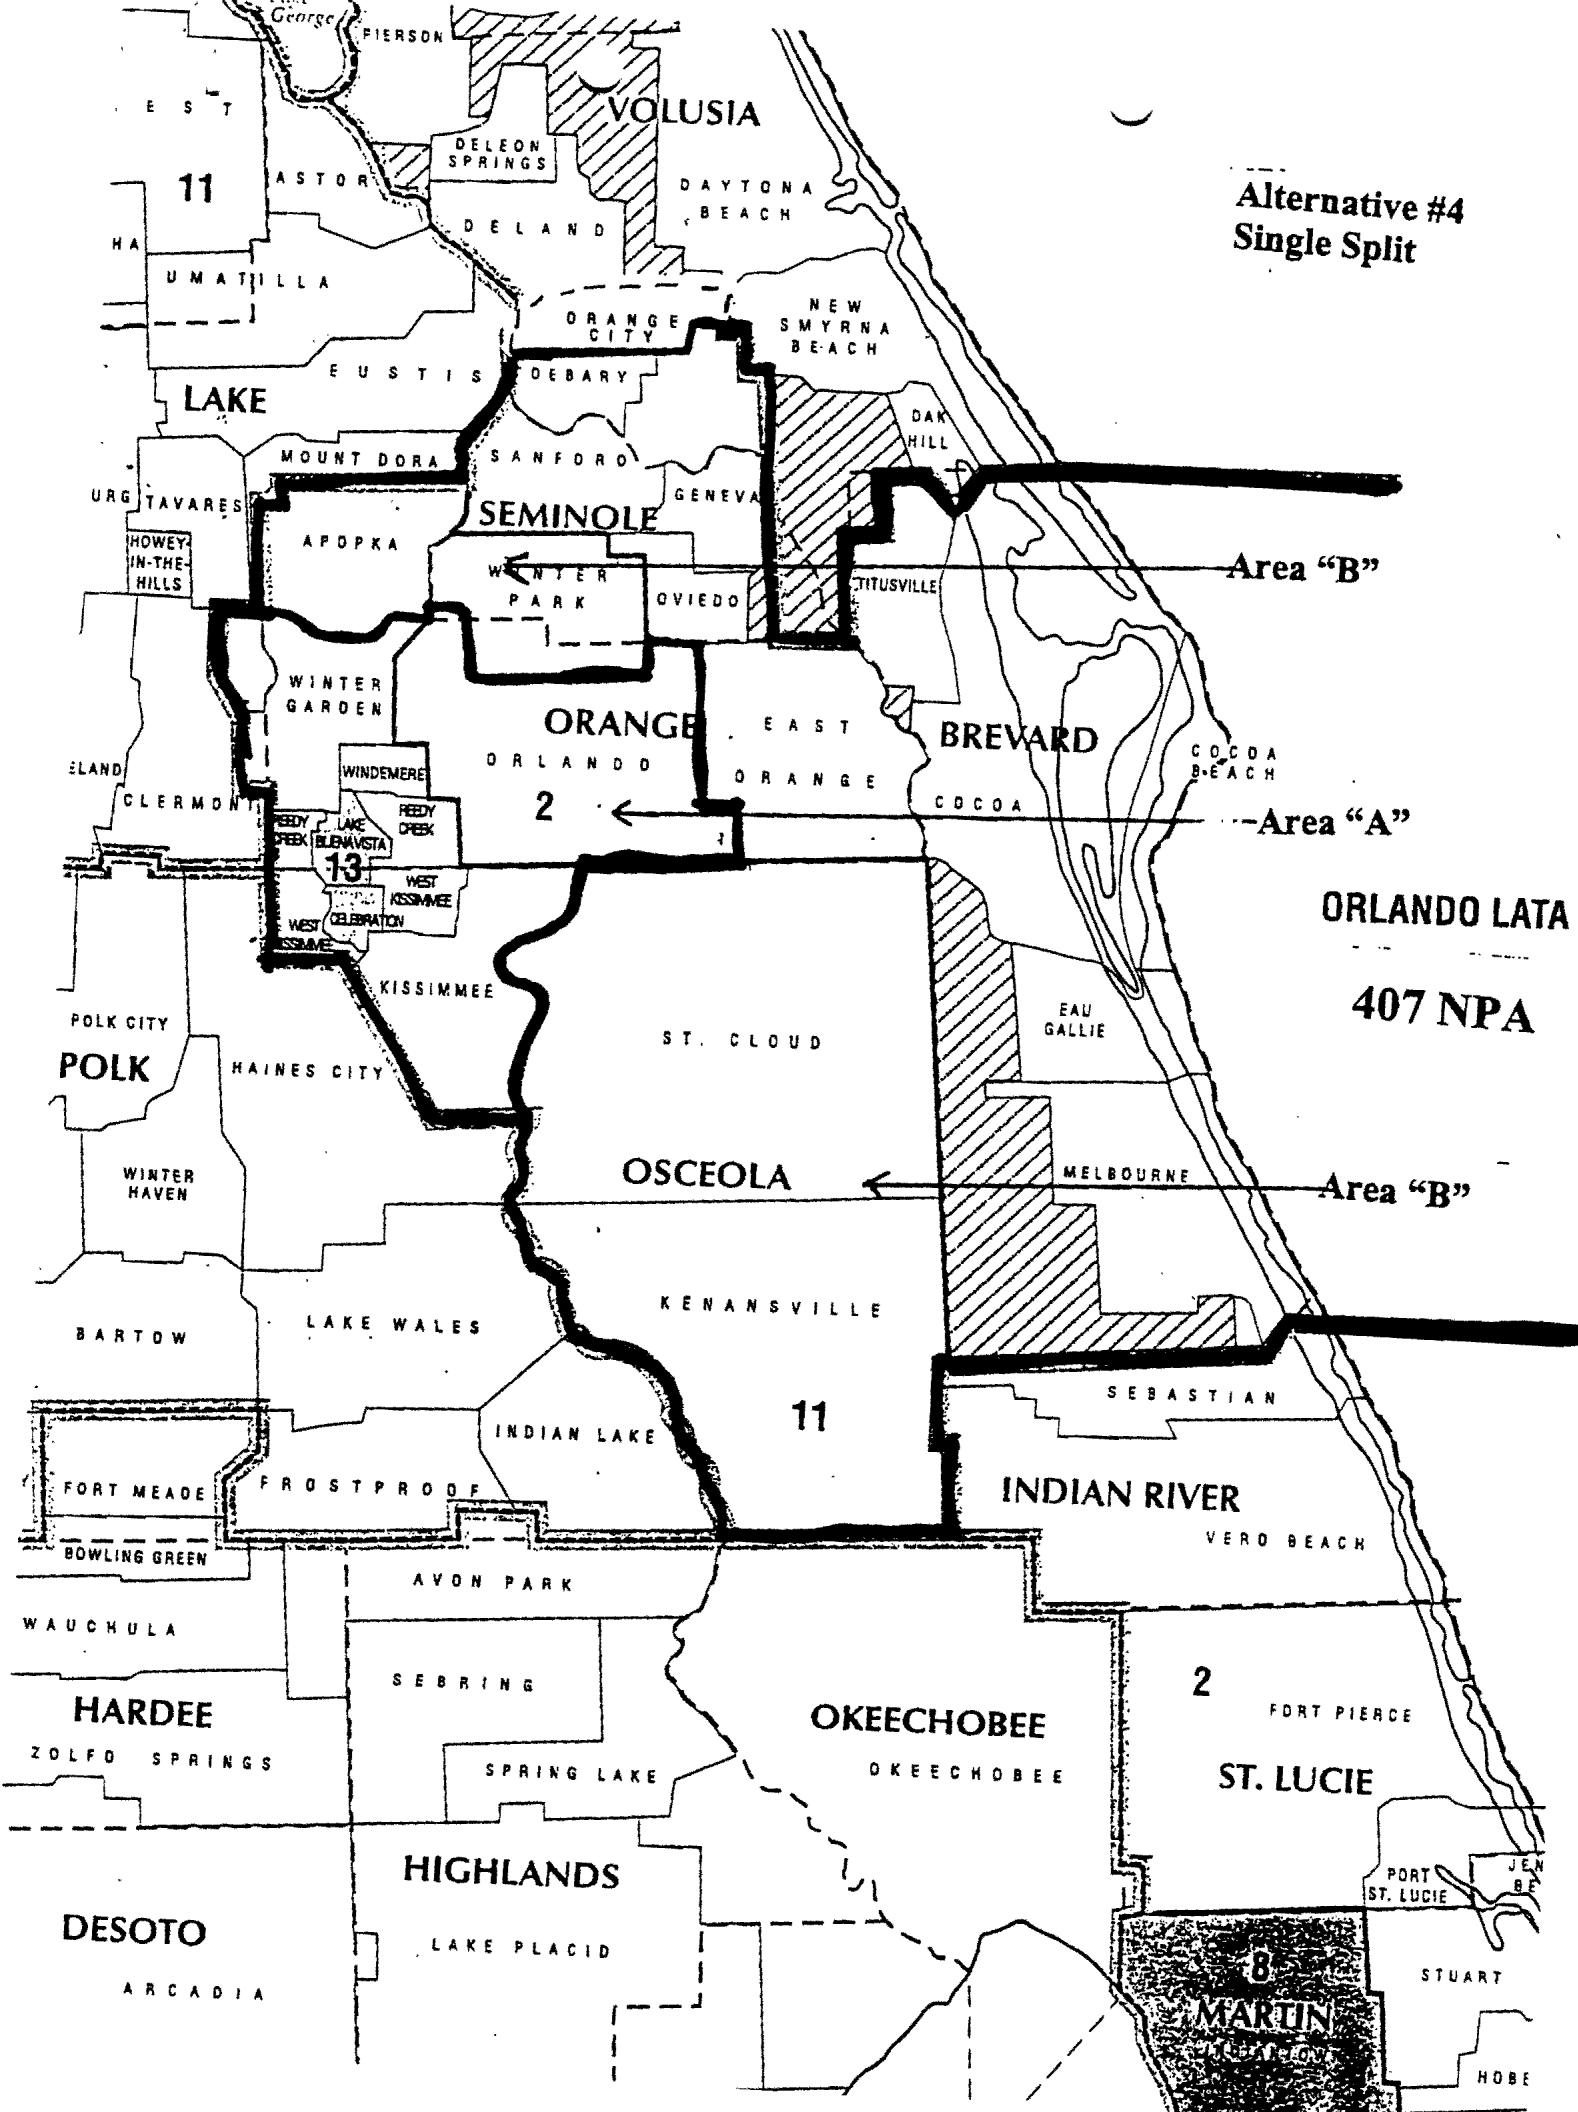 George
PIERSON
E S T
VOLUSIA
DELEON
SPRINGS
11
ASTOR
DAYTONA
BEACH
Alternative #4
Single Split
DELAND
HA
UMATILLA
ORANGE
CITY
NEW
SMYRNA
BEACH
EUSTIS
DEBARY
LAKE
OAK
HILL
MOUNT DORA
SANFORD
URG
TAVARES
GENEVA
SEMINOLE
APOPKA
HOWEY-
IN-THE-
HILLS
WINTER
PARK
OVIEDO
TITUSVILLE
Area “B”
WINTER
GARDEN
ORANGE
EAST
ORANGE
BREVARD
COCOA
BEACH
ORLANDO
ELAND
WINDEMERE
CLERMONT
2
COCOA
Area “A”
REEDY
CREEK
LAKE
BUENAVISTA
REEDY
CREEK
13
WEST
KISSIMMEE
CELEBRATION
WEST
KISSIMMEE
ORLANDO LATA
KISSIMMEE
407 NPA
EAU
GALLIE
POLK CITY
ST. CLOUD
POLK
HAINES CITY
WINTER
HAVEN
OSCEOLA
MELBOURNE
Area “B”
KENANSVILLE
BARTOW
LAKE WALES
SEBASTIAN
11
INDIAN LAKE
FORT MEADE
FROSTPROOF
INDIAN RIVER
VERO BEACH
BOWLING GREEN
AVON PARK
WAUCHULA
SEBRING
2
HARDEE
OKEECHOBEE
FORT PIERCE
ZOLFO SPRINGS
SPRING LAKE
OKEECHOBEE
ST. LUCIE
HIGHLANDS
PORT
ST. LUCIE
JEN
BE
DESOTO
LAKE PLACID
8
STUART
ARCADIA
MARTIN
INDIANTOWN
HOBE